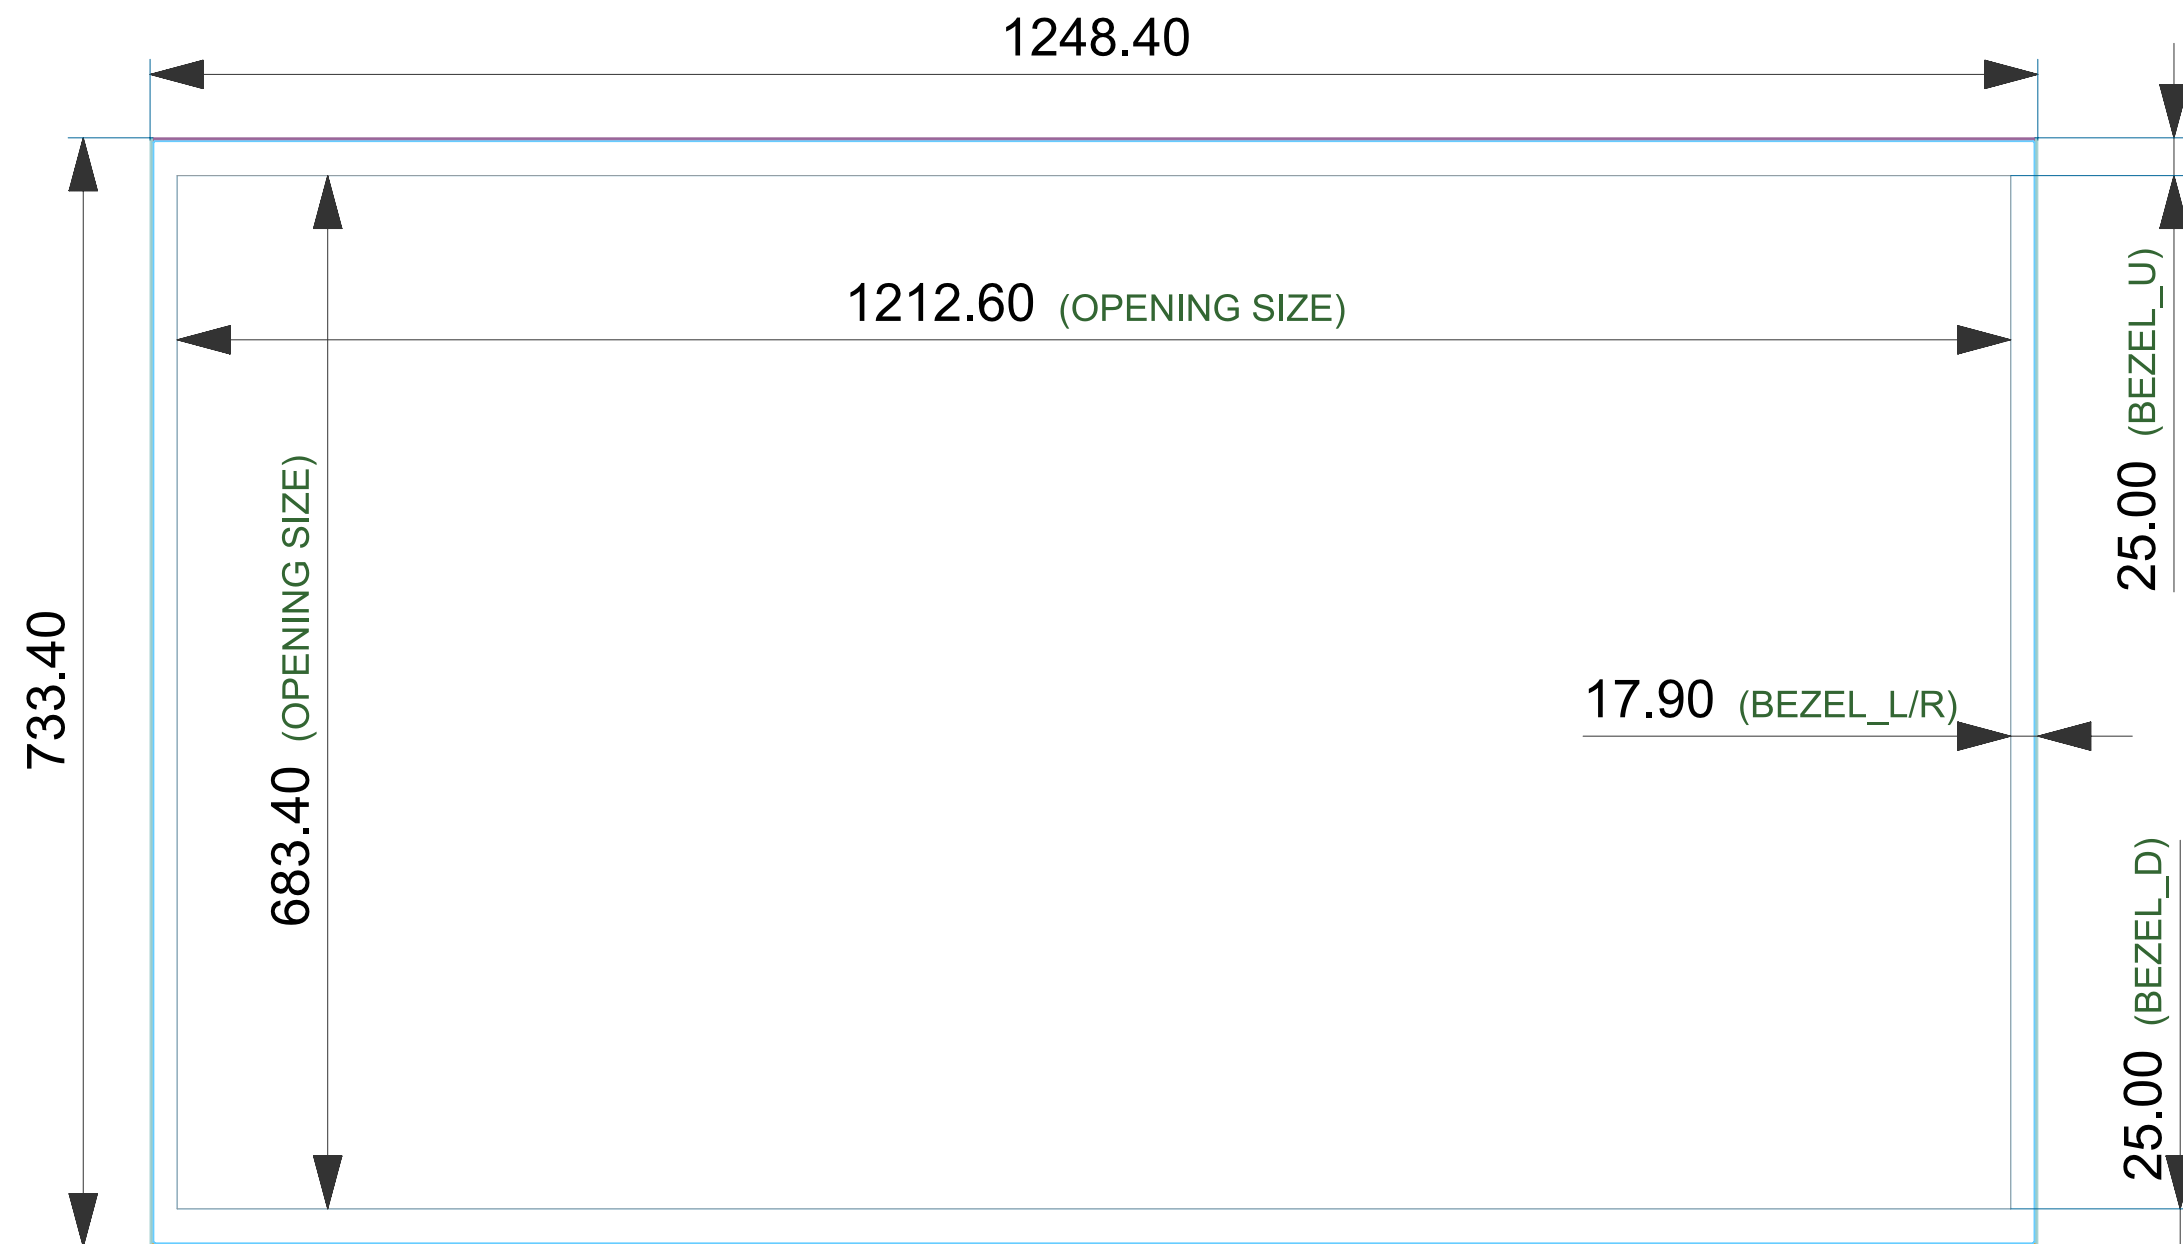 1248.40
1212.60 (OPENING SIZE)
25.00 (BEZEL_U)
683.40 (OPENING SIZE)
733.40
17.90 (BEZEL_L/R)
25.00 (BEZEL_D)